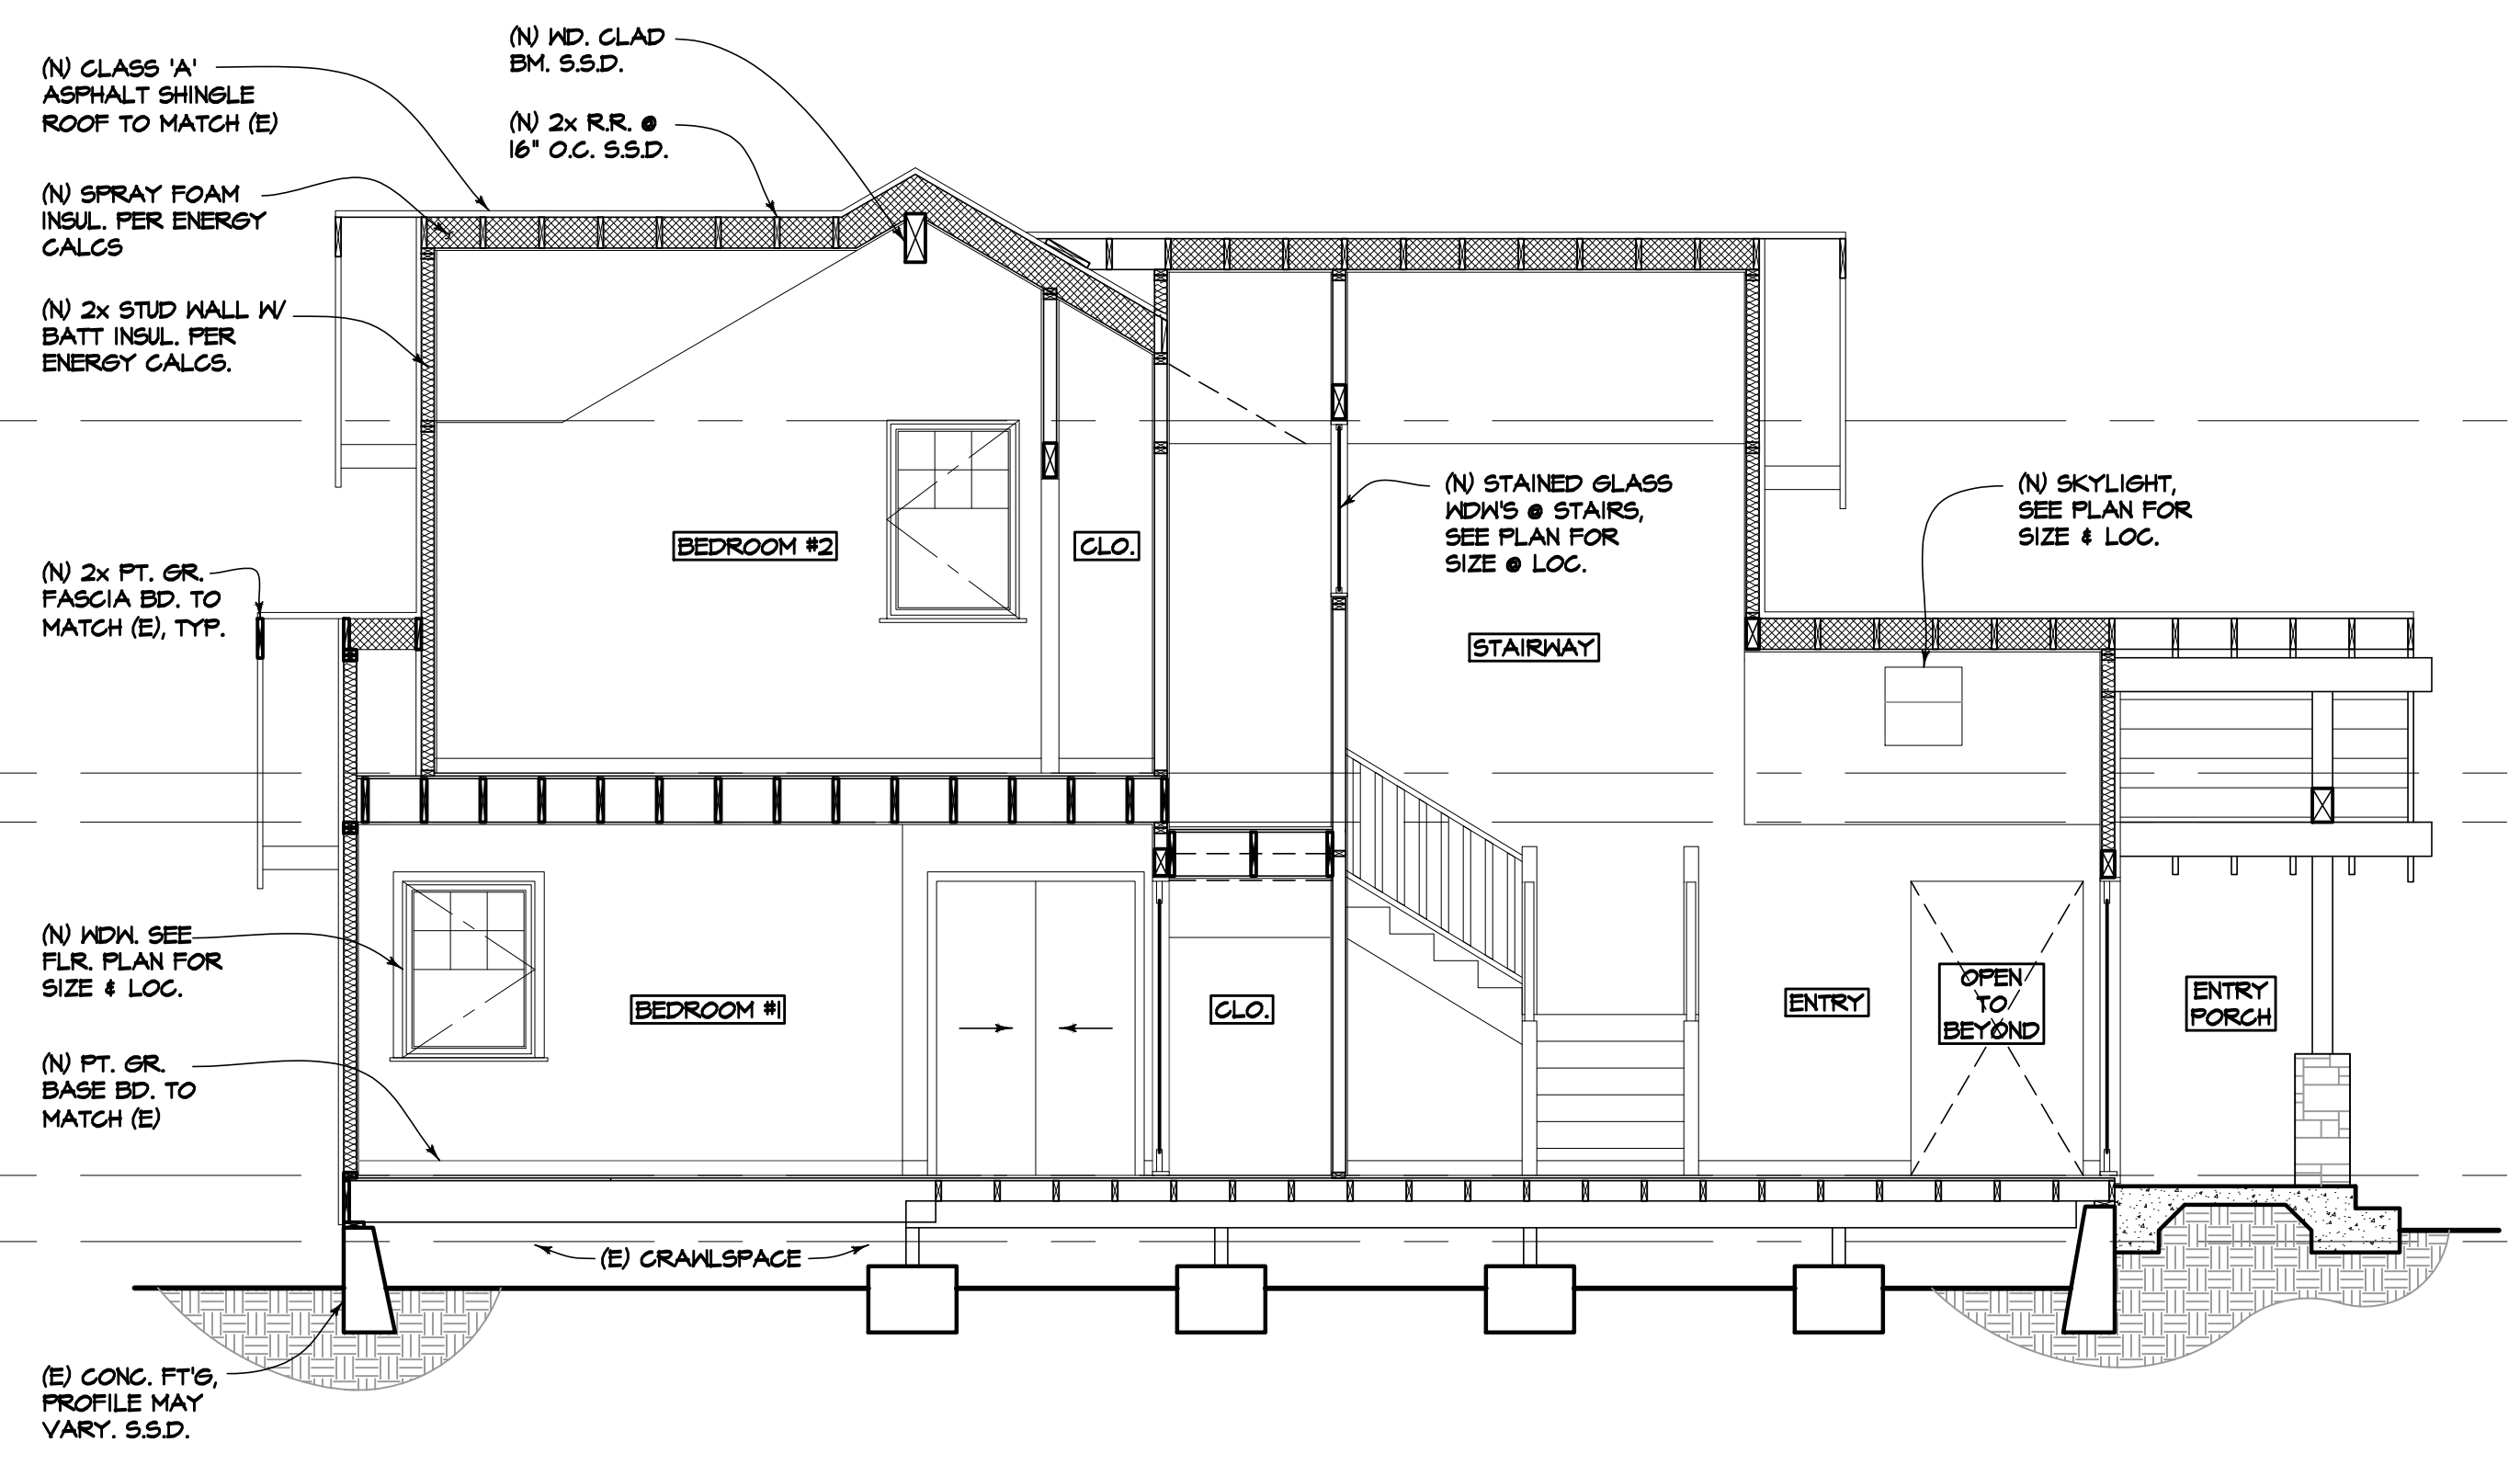 (N) CLASS 'A'
ASPHALT SHINGLE
ROOF TO MATCH (E)
(N) WD. CLAD
BM. S.S.D.
(N) 2x R.R. @
16" O.C. S.S.D.
(N) SPRAY FOAM
INSUL. PER ENERGY
CALCS
(N) 2x STUD WALL W/
BATT INSUL. PER
ENERGY CALCS.
(N) 2x PT. GR.
FASCIA BD. TO
MATCH (E), TYP.
BEDROOM #2
CLO.
(N) STAINED GLASS
WDW'S @ STAIRS,
SEE PLAN FOR
SIZE @ LOC.
(N) SKYLIGHT,
SEE PLAN FOR
SIZE & LOC.
STAIRWAY
(N) WDW. SEE
FLR. PLAN FOR
SIZE & LOC.
BEDROOM #1
CLO.
ENTRY
OPEN
TO
BEYOND
ENTRY
PORCH
(N) PT. GR.
BASE BD. TO
MATCH (E)
(E) CRAWLSPACE
(E) CONC. FT'G,
PROFILE MAY
VARY. S.S.D.